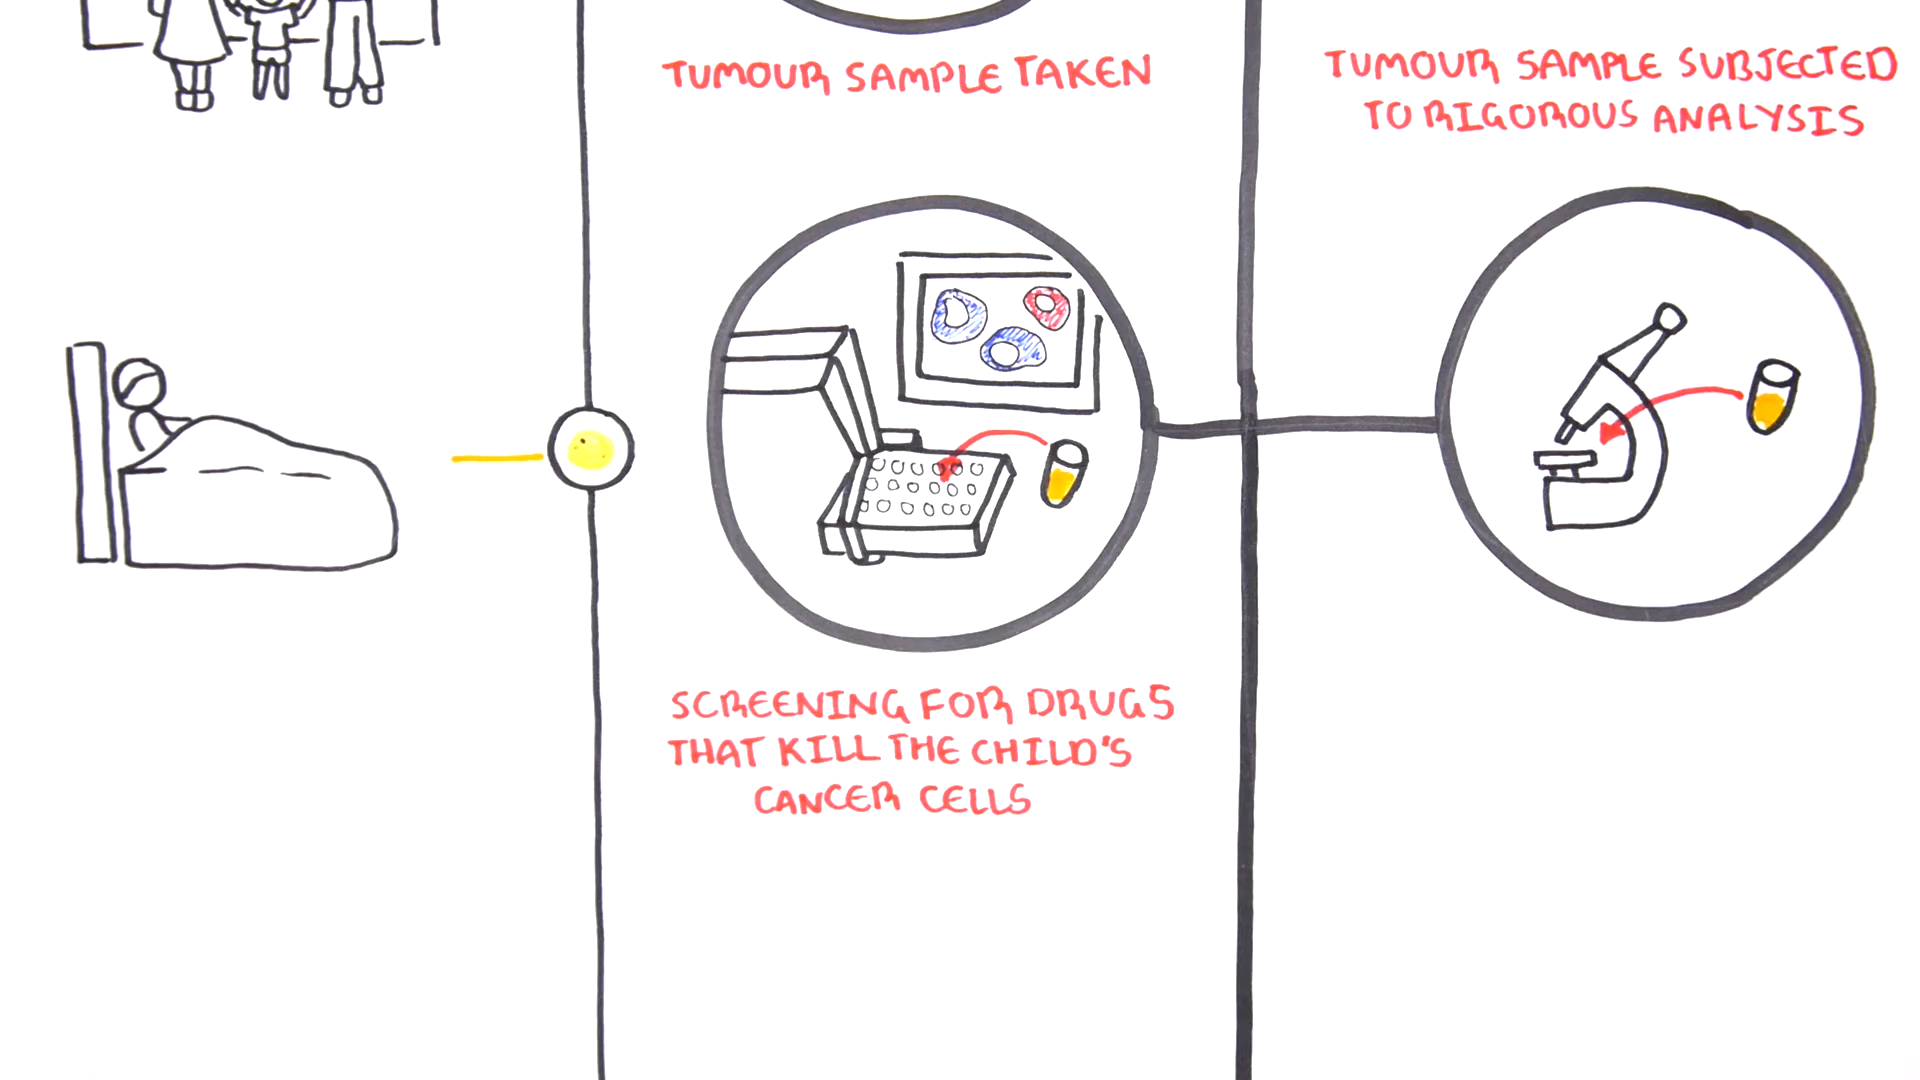 TUMOUR SAMPLE TAKEN
TUMOUR SAMPLE SUBJECTED
TO RIGOROUS ANALYSIS
SCREENING FOR DRUGS
THAT KILL THE CHILD'S
CANCER CELLS